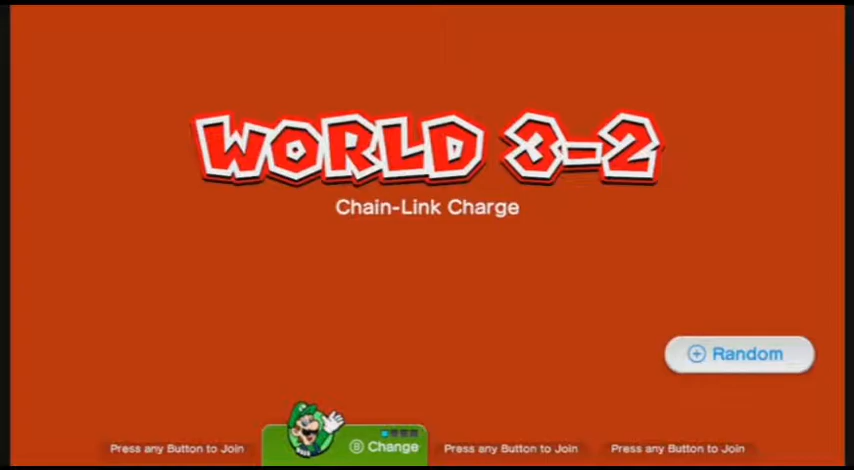 WORLD 3-2
Chain-Link Charge
Random
Press any Button to Join
Ⓑ Change
Press any Button to Join
Press any Button to Join